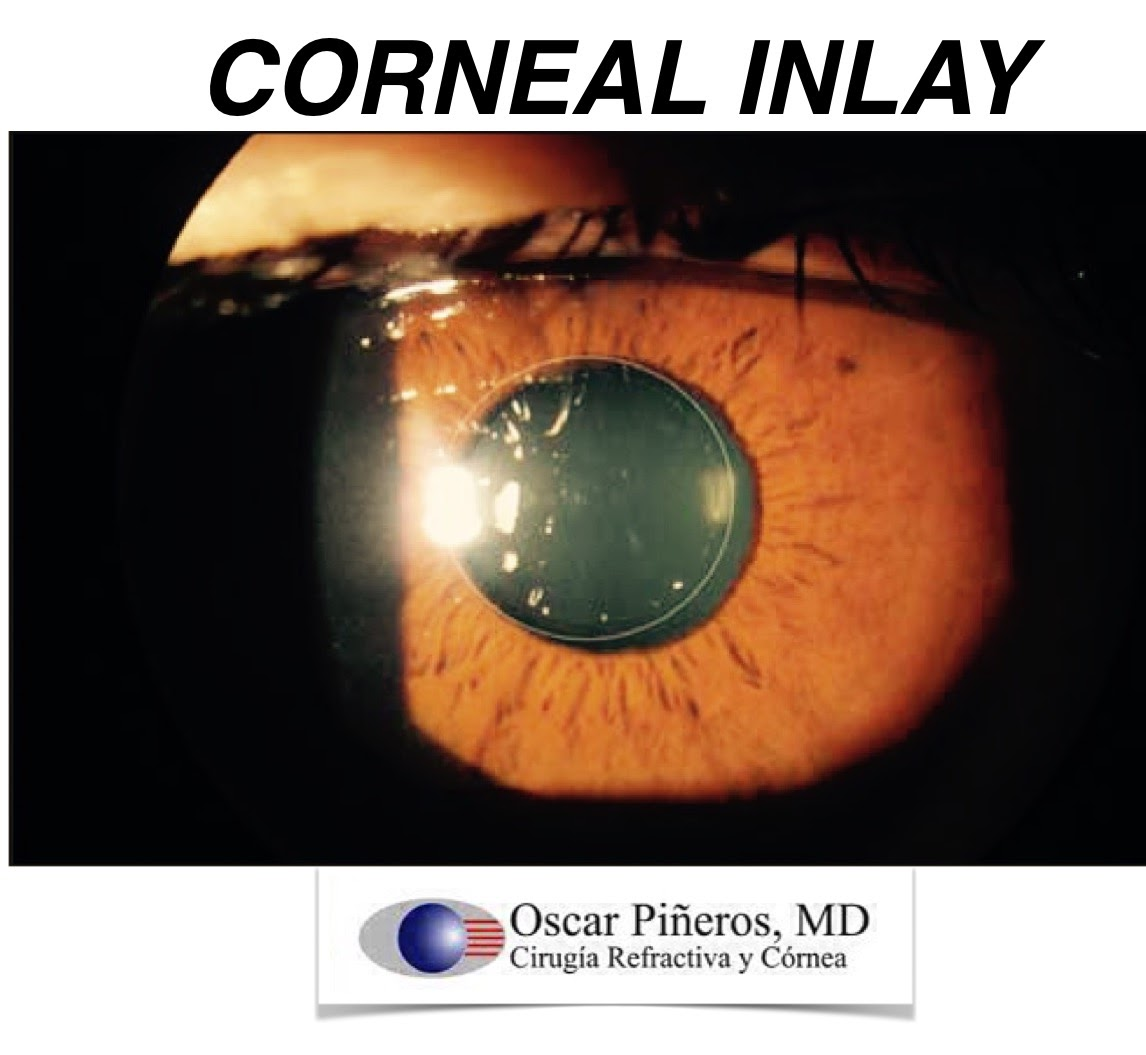 CORNEAL INLAY
Oscar Piñeros, MD
Cirugía Refractiva y Córnea